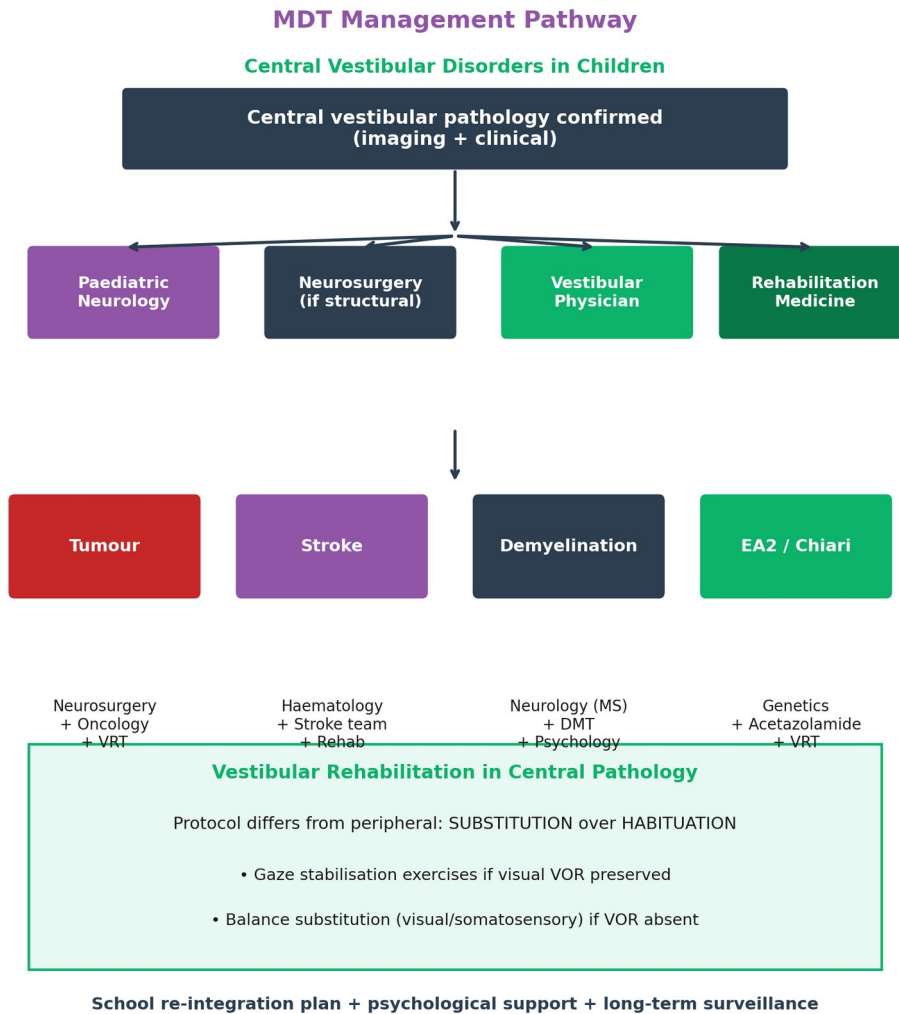 MDT Management Pathway
Central Vestibular Disorders in Children
Central vestibular pathology confirmed
(imaging + clinical)
Paediatric
Neurology
Neurosurgery
(if structural)
Vestibular
Physician
Rehabilitation
Medicine
Tumour
Stroke
Demyelination
EA2 / Chiari
Neurosurgery
+ Oncology
+ VRT
Haematology
+ Stroke team
+ Rehab
Neurology (MS)
+ DMT
+ Psychology
Genetics
+ Acetazolamide
+ VRT
Vestibular Rehabilitation in Central Pathology
Protocol differs from peripheral: SUBSTITUTION over HABITUATION
• Gaze stabilisation exercises if visual VOR preserved
• Balance substitution (visual/somatosensory) if VOR absent
School re-integration plan + psychological support + long-term surveillance